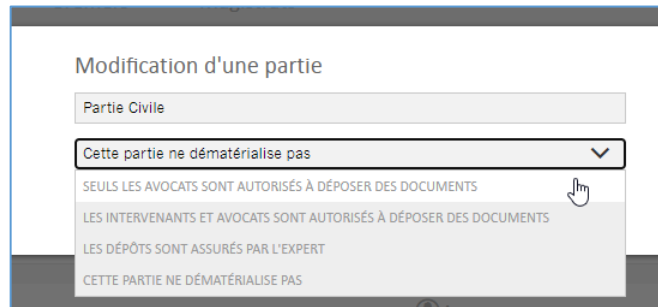 Modification d'une partie
Partie Civile
Cette partie ne dématérialise pas
SEULS LES AVOCATS SONT AUTORISÉS À DÉPOSER DES DOCUMENTS
LES INTERVENANTS ET AVOCATS SONT AUTORISÉS À DÉPOSER DES DOCUMENTS
LES DÉPÔTS SONT ASSURÉS PAR L'EXPERT
CETTE PARTIE NE DÉMATÉRIALISE PAS